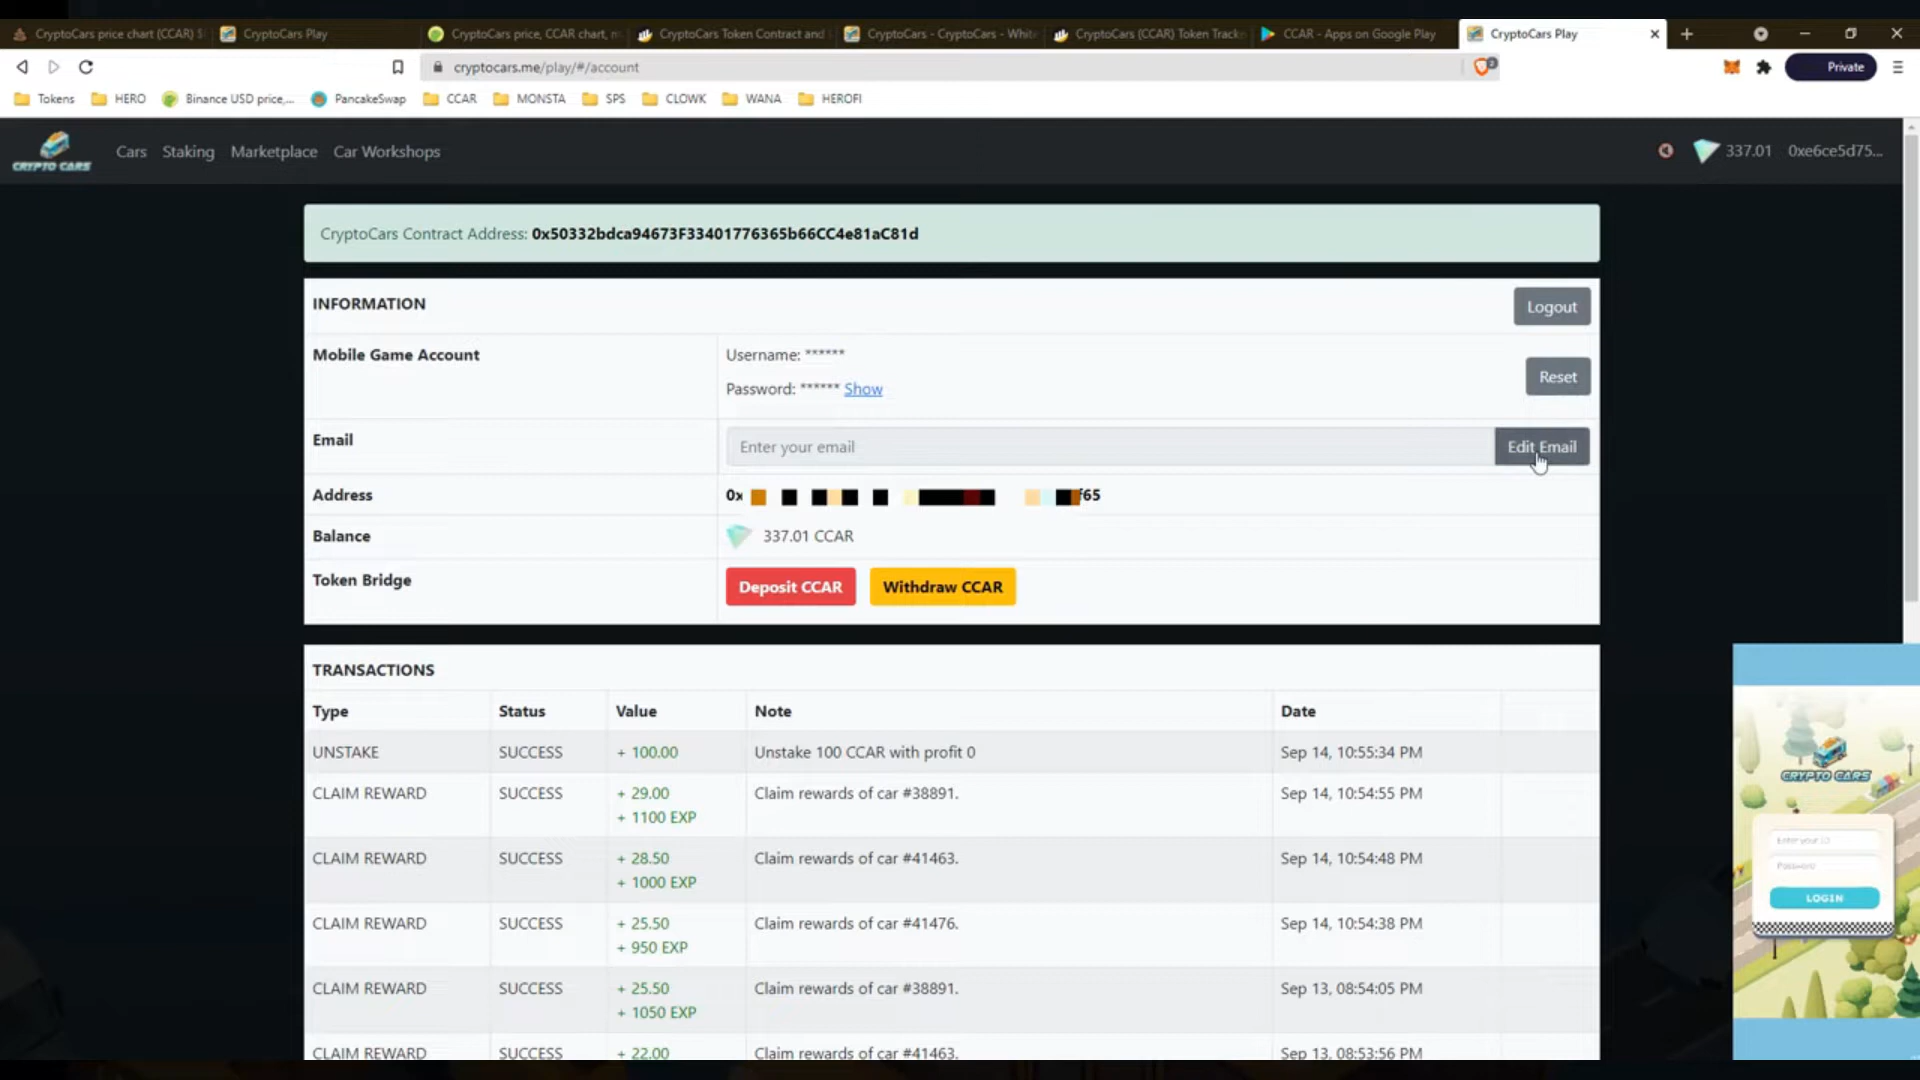 CryptoCars price chart (CCAR) $
CryptoCars Play
CryptoCars price, CCAR chart, m
CryptoCars Token Contract and
CryptoCars - CryptoCars - White
CryptoCars (CCAR) Token Track
CCAR - Apps on Google Play
CryptoCars Play
cryptocars.me/play/#/account
2
Private
Tokens
HERO
Binance USD price,...
PancakeSwap
CCAR
MONSTA
SPS
CLOWK
WANA
HEROFI
CRYPTO CARS
Cars
Staking
Marketplace
Car Workshops
337.01
0xe6ce5d75...
CryptoCars Contract Address: 0x50332bdca94673F33401776365b66CC4e81aC81d
INFORMATION
Logout
Mobile Game Account
Username: ******
Password: ****** Show
Reset
Email
Enter your email
Edit Email
Address
0x
f65
Balance
337.01 CCAR
Token Bridge
Deposit CCAR
Withdraw CCAR
TRANSACTIONS
Type Status Value Note Date
UNSTAKE SUCCESS + 100.00 Unstake 100 CCAR with profit 0 Sep 14, 10:55:34 PM
CLAIM REWARD SUCCESS + 29.00 Claim rewards of car #38891. Sep 14, 10:54:55 PM
+ 1100 EXP
CLAIM REWARD SUCCESS + 28.50 Claim rewards of car #41463. Sep 14, 10:54:48 PM
+ 1000 EXP
CLAIM REWARD SUCCESS + 25.50 Claim rewards of car #41476. Sep 14, 10:54:38 PM
+ 950 EXP
CLAIM REWARD SUCCESS + 25.50 Claim rewards of car #38891. Sep 13, 08:54:05 PM
+ 1050 EXP
CLAIM REWARD SUCCESS + 22.00 Claim rewards of car #41463. Sep 13, 08:53:56 PM
CRYPTO CARS
Enter your ID
Password
LOGIN